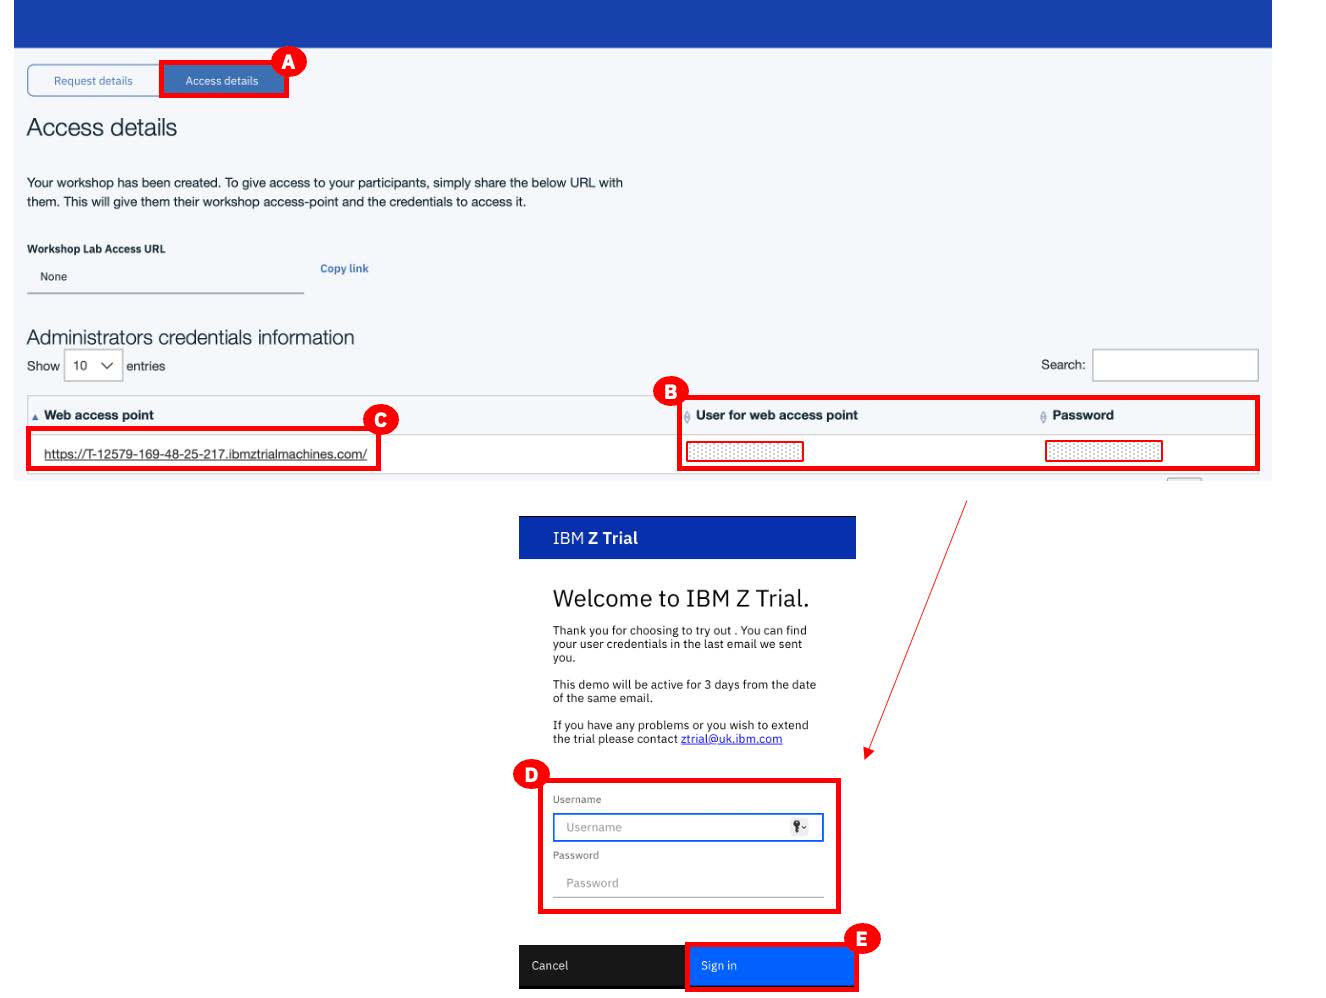 A
Request details
Access details
Access details
Your workshop has been created. To give access to your participants, simply share the below URL with
them. This will give them their workshop access-point and the credentials to access it.
Workshop Lab Access URL
None
Copy link
Administrators credentials information
Show 10 entries
Search:
B
C
Web access point
User for web access point
Password
https://T-12579-169-48-25-217.ibmztrialmachines.com/
IBM Z Trial
Welcome to IBM Z Trial.
Thank you for choosing to try out . You can find
your user credentials in the last email we sent
you.
This demo will be active for 3 days from the date
of the same email.
If you have any problems or you wish to extend
the trial please contact ztrial@uk.ibm.com
D
Username
Username
Password
Password
E
Cancel
Sign in